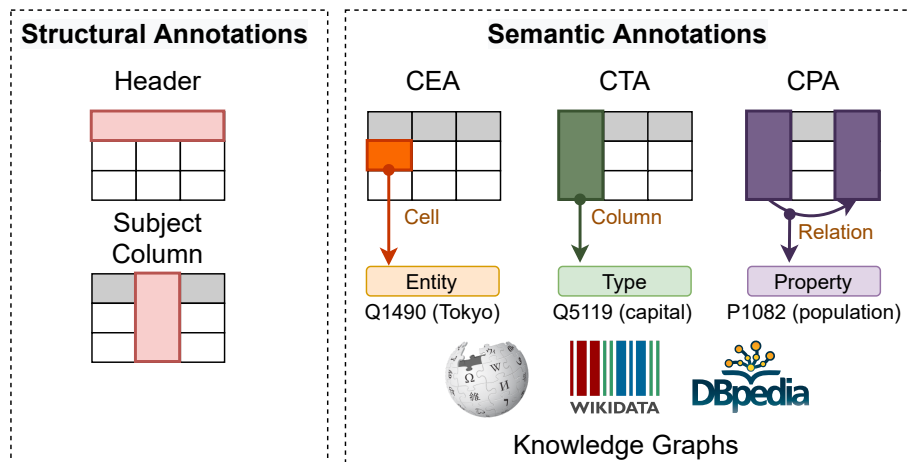 Structural Annotations
Header
Subject
Column
Semantic Annotations
CEA
CTA
CPA
Cell
Column
Relation
Entity
Type
Property
Q1490 (Tokyo)
Q5119 (capital)
P1082 (population)
Ω
W
И
維
WIKIDATA
DBpedia
Knowledge Graphs